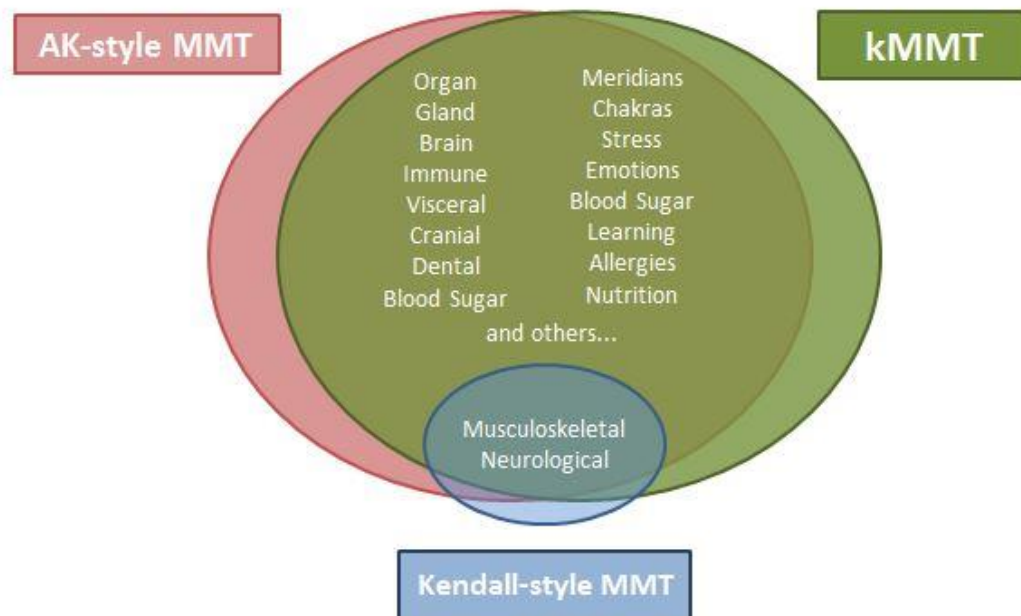 AK-style MMT
kMMT
Organ
Gland
Brain
Immune
Visceral
Cranial
Dental
Blood Sugar
Meridians
Chakras
Stress
Emotions
Blood Sugar
Learning
Allergies
Nutrition
and others...
Musculoskeletal
Neurological
Kendall-style MMT